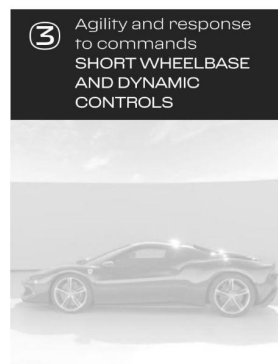 3
Agility and response
to commands
SHORT WHEELBASE
AND DYNAMIC
CONTROLS